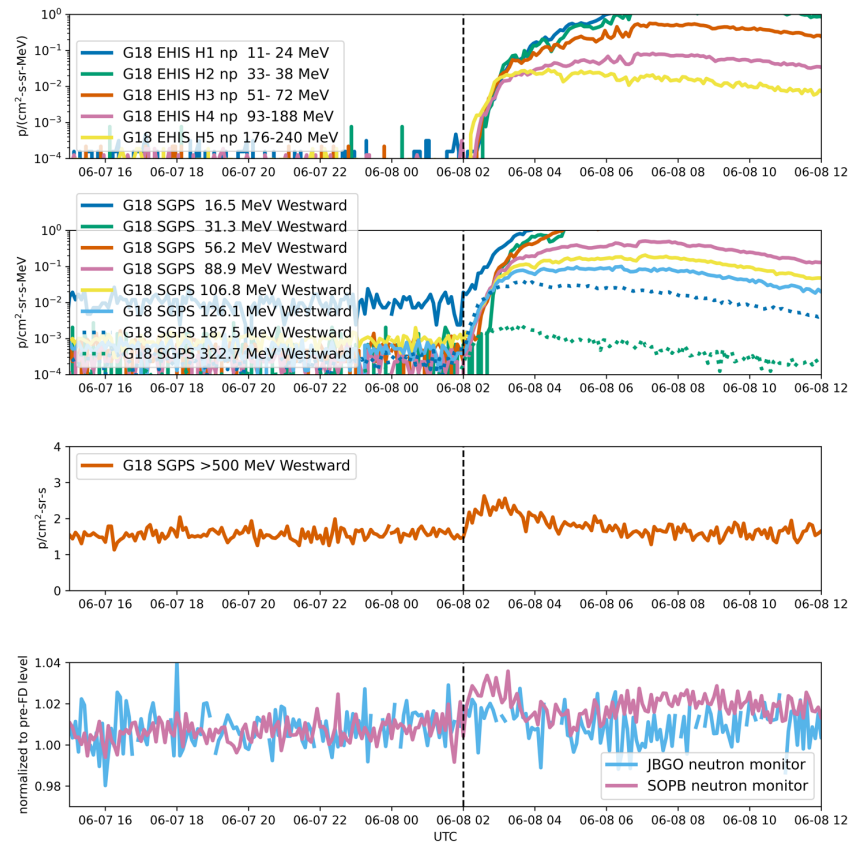 10⁰
10⁻¹
10⁻²
10⁻³
10⁻⁴
p/(cm²-s-sr-MeV)
G18 EHIS H1 np  11- 24 MeV
G18 EHIS H2 np  33- 38 MeV
G18 EHIS H3 np  51- 72 MeV
G18 EHIS H4 np  93-188 MeV
G18 EHIS H5 np 176-240 MeV
06-07 16 06-07 18 06-07 20 06-07 22 06-08 00 06-08 02 06-08 04 06-08 06 06-08 08 06-08 10 06-08 12
10⁰
10⁻¹
10⁻²
10⁻³
10⁻⁴
p/cm²-sr-s-MeV
G18 SGPS  16.5 MeV Westward
G18 SGPS  31.3 MeV Westward
G18 SGPS  56.2 MeV Westward
G18 SGPS  88.9 MeV Westward
G18 SGPS 106.8 MeV Westward
G18 SGPS 126.1 MeV Westward
G18 SGPS 187.5 MeV Westward
G18 SGPS 322.7 MeV Westward
06-07 16 06-07 18 06-07 20 06-07 22 06-08 00 06-08 02 06-08 04 06-08 06 06-08 08 06-08 10 06-08 12
4
3
2
1
0
p/cm²-sr-s
G18 SGPS >500 MeV Westward
06-07 16 06-07 18 06-07 20 06-07 22 06-08 00 06-08 02 06-08 04 06-08 06 06-08 08 06-08 10 06-08 12
1.04
1.02
1.00
0.98
normalized to pre-FD level
JBGO neutron monitor
SOPB neutron monitor
06-07 16 06-07 18 06-07 20 06-07 22 06-08 00 06-08 02 06-08 04 06-08 06 06-08 08 06-08 10 06-08 12
UTC